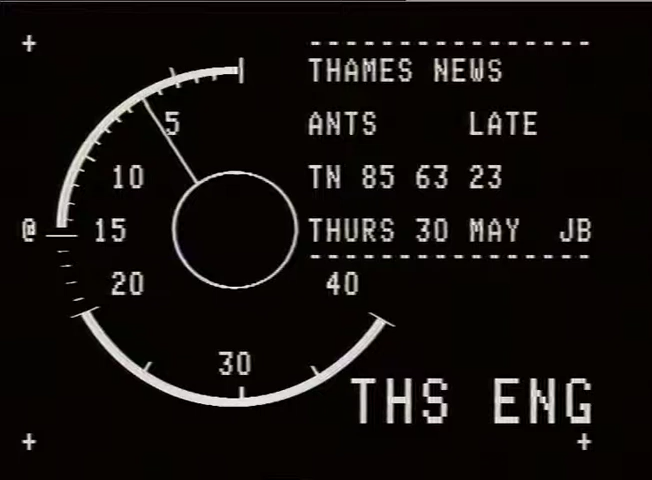 THAMES NEWS
5
ANTS LATE
10
TN 85 63 23
@ 15
THURS 30 MAY JB
20
40
30
THS ENG